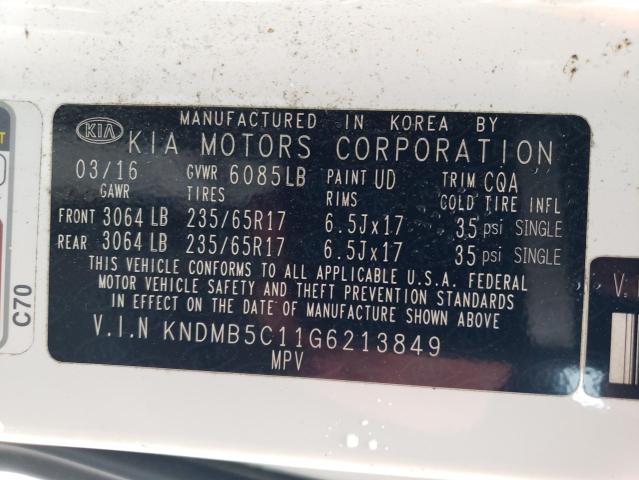 MANUFACTURED IN KOREA BY
KIA KIA MOTORS CORPORATION
03/16 GVWR 6085LB PAINT UD TRIM CQA
GAWR TIRES RIMS COLD TIRE INFL
FRONT 3064 LB 235/65R17 6.5Jx17 35 psi SINGLE
REAR 3064 LB 235/65R17 6.5Jx17 35 psi SINGLE
THIS VEHICLE CONFORMS TO ALL APPLICABLE U.S.A. FEDERAL
MOTOR VEHICLE SAFETY AND THEFT PREVENTION STANDARDS
IN EFFECT ON THE DATE OF MANUFACTURE SHOWN ABOVE
V.I.N KNDMB5C11G6213849
MPV
C70